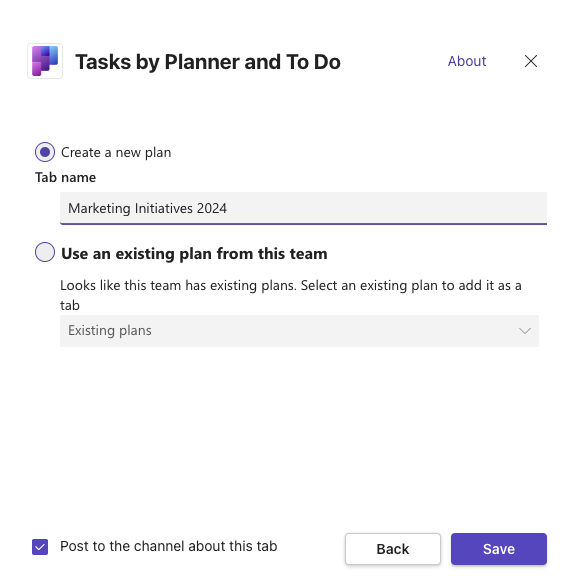 Tasks by Planner and To Do
About
Create a new plan
Tab name
Marketing Initiatives 2024
Use an existing plan from this team
Looks like this team has existing plans. Select an existing plan to add it as a
tab
Existing plans
Post to the channel about this tab
Back
Save